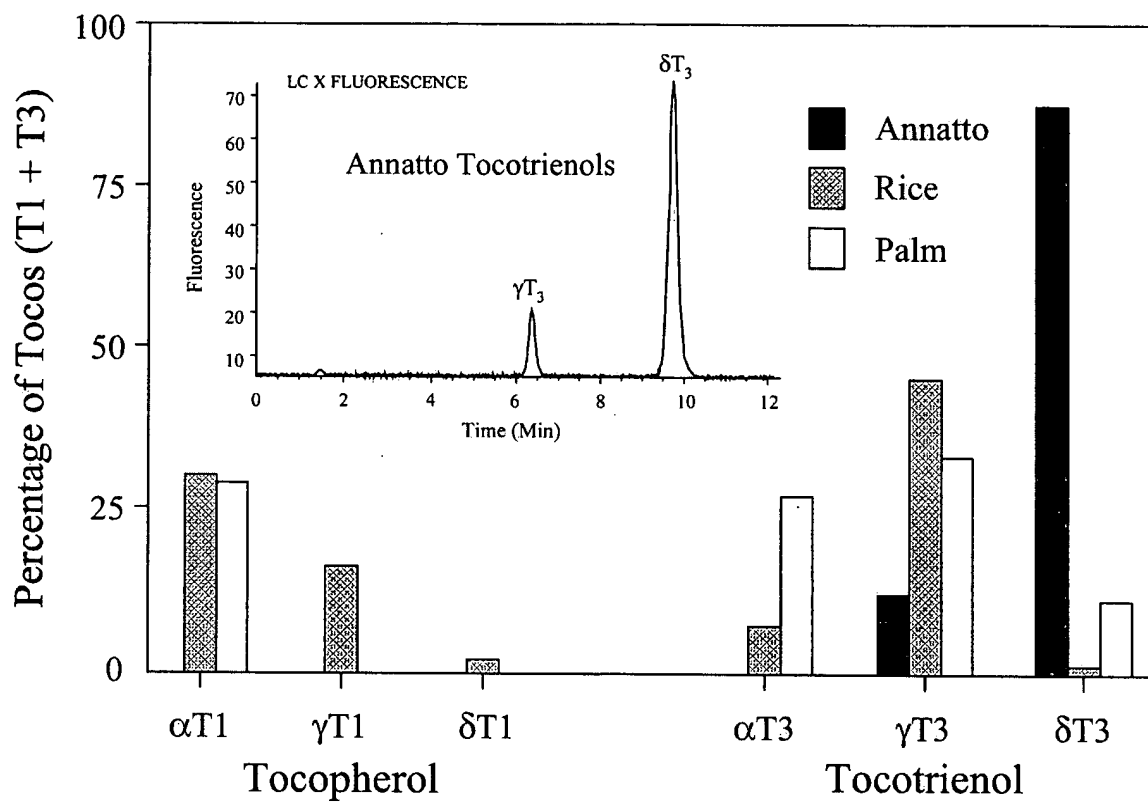 Percentage of Tocos (T1 + T3)
100
75
50
25
0
LC X FLUORESCENCE
Annatto Tocotrienols
Fluorescence
70
60
50
40
30
20
10
γT₃
δT₃
0 2 4 6 8 10 12
Time (Min)
Annatto
Rice
Palm
αT1 γT1 δT1 αT3 γT3 δT3
Tocopherol Tocotrienol